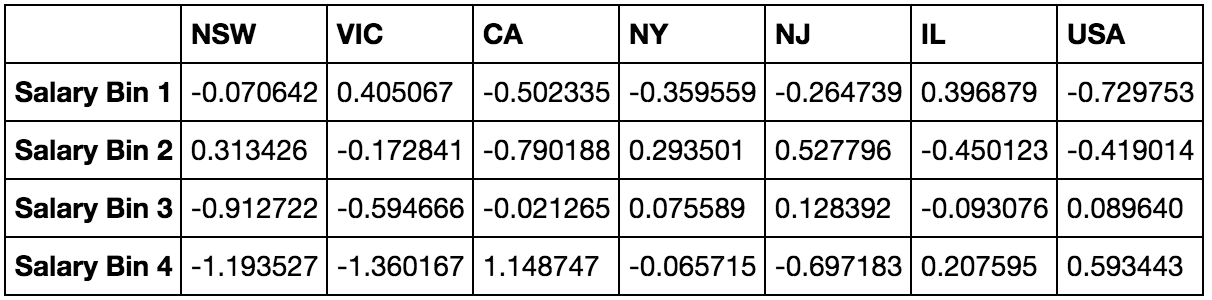 NSW VIC CA NY NJ IL USA
Salary Bin 1 -0.070642 0.405067 -0.502335 -0.359559 -0.264739 0.396879 -0.729753
Salary Bin 2 0.313426 -0.172841 -0.790188 0.293501 0.527796 -0.450123 -0.419014
Salary Bin 3 -0.912722 -0.594666 -0.021265 0.075589 0.128392 -0.093076 0.089640
Salary Bin 4 -1.193527 -1.360167 1.148747 -0.065715 -0.697183 0.207595 0.593443